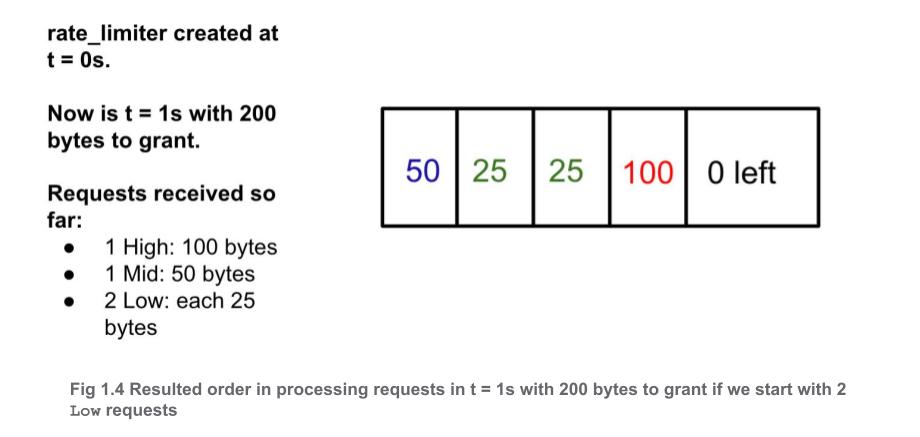 rate_limiter created at
t = 0s.
Now is t = 1s with 200
bytes to grant.
Requests received so
far:
● 1 High: 100 bytes
● 1 Mid: 50 bytes
● 2 Low: each 25
bytes
50 25 25 100 0 left
Fig 1.4 Resulted order in processing requests in t = 1s with 200 bytes to grant if we start with 2
Low requests